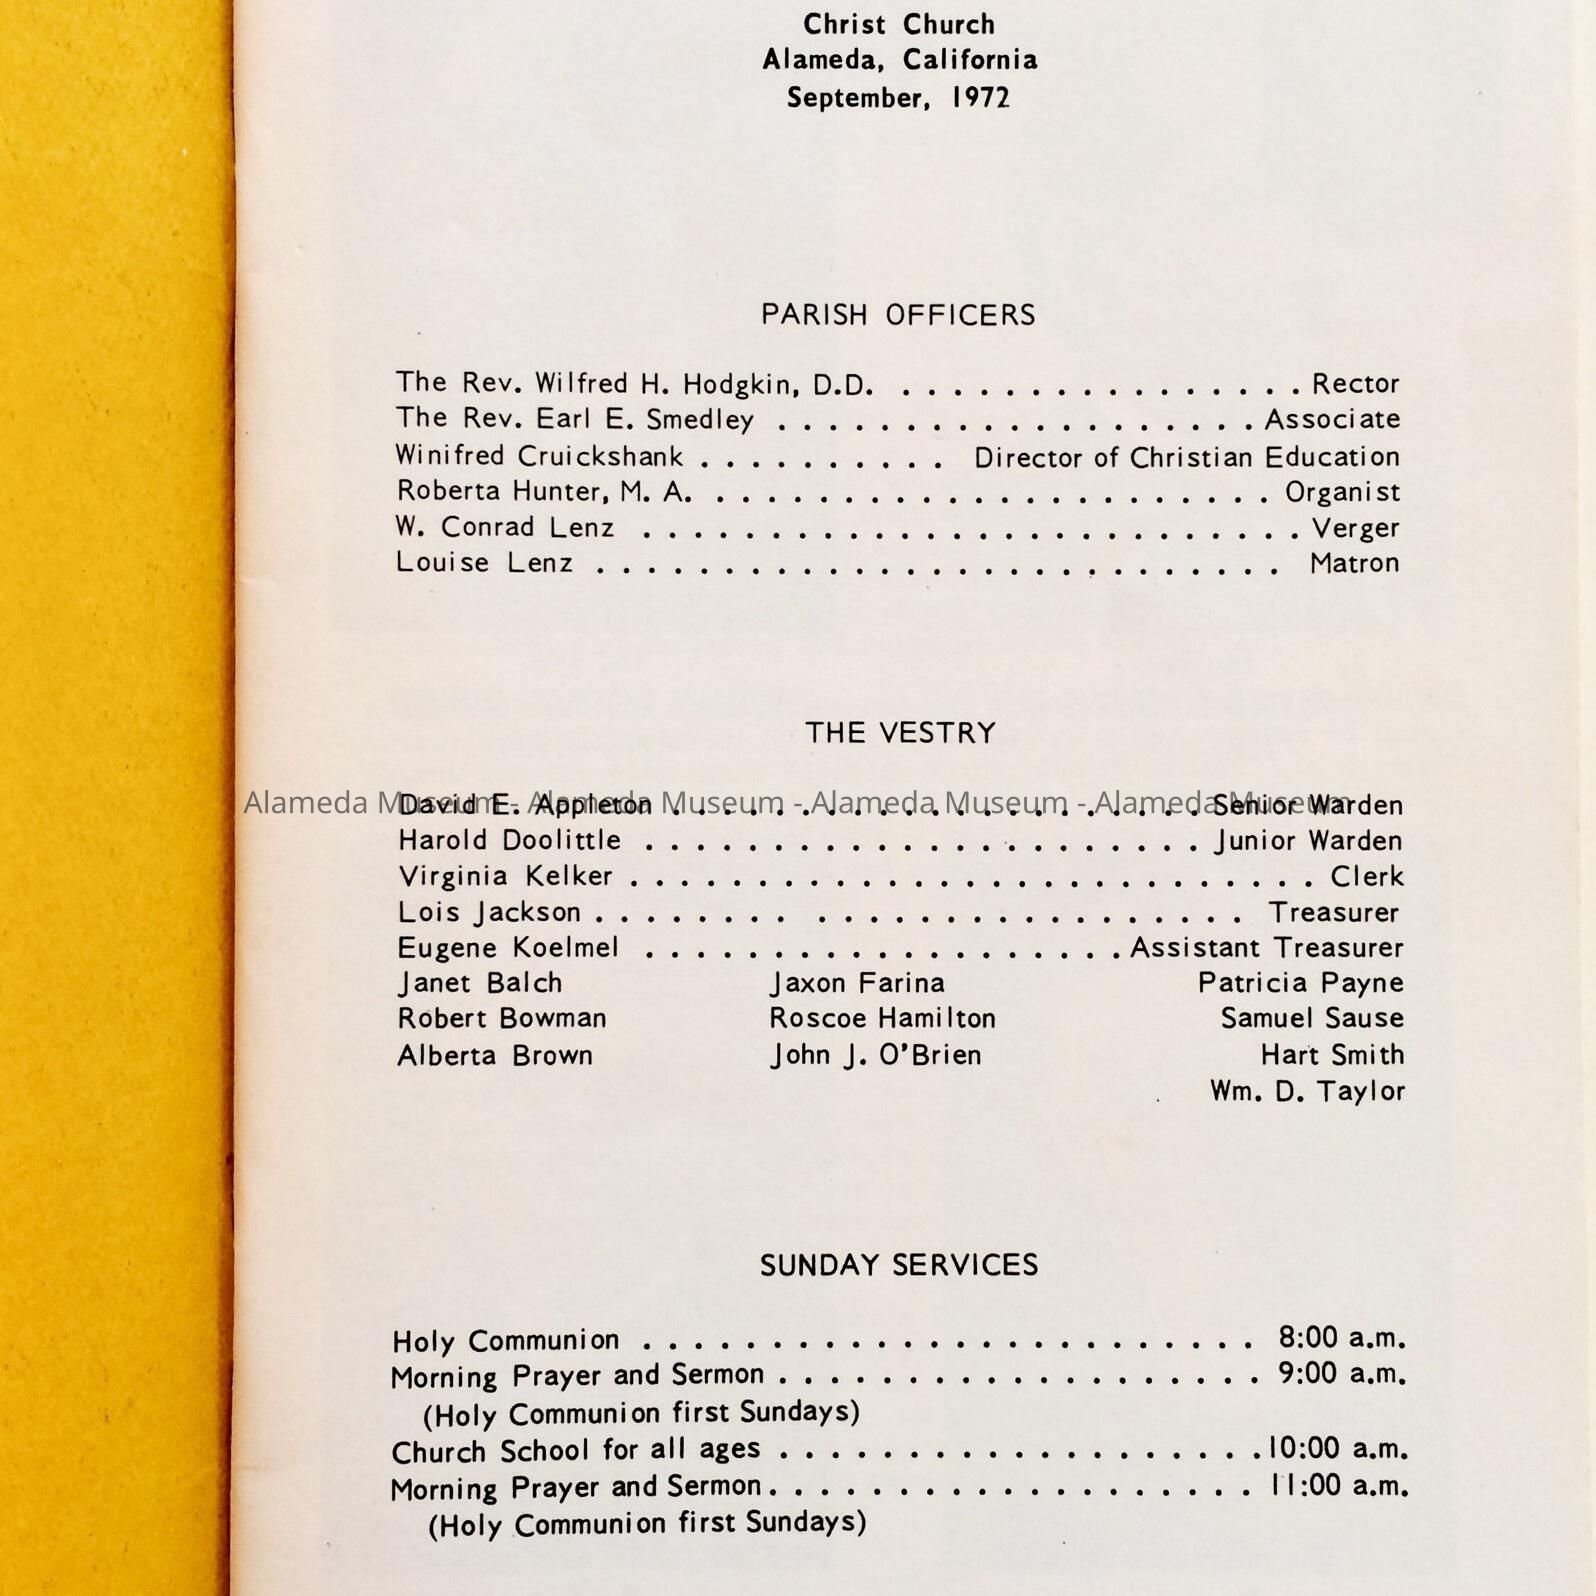 Christ Church
Alameda, California
September, 1972
PARISH OFFICERS
The Rev. Wilfred H. Hodgkin, D.D. . . . . . . . . . . . . . . . . Rector
The Rev. Earl E. Smedley . . . . . . . . . . . . . . . . . . . Associate
Winifred Cruickshank . . . . . . . . . . Director of Christian Education
Roberta Hunter, M. A. . . . . . . . . . . . . . . . . . . . . . . Organist
W. Conrad Lenz . . . . . . . . . . . . . . . . . . . . . . . . . . Verger
Louise Lenz . . . . . . . . . . . . . . . . . . . . . . . . . . . Matron
THE VESTRY
David E. Appleton . . . . . . . . . . . . . . . . . . . . . Senior Warden
Alameda Museum - Alameda Museum - Alameda Museum - Alameda Museum
Harold Doolittle . . . . . . . . . . . . . . . . . . . . . . Junior Warden
Virginia Kelker . . . . . . . . . . . . . . . . . . . . . . . . . . . Clerk
Lois Jackson . . . . . . . . . . . . . . . . . . . . . . . . . Treasurer
Eugene Koelmel . . . . . . . . . . . . . . . . . . . Assistant Treasurer
Janet Balch Jaxon Farina Patricia Payne
Robert Bowman Roscoe Hamilton Samuel Sause
Alberta Brown John J. O'Brien Hart Smith
Wm. D. Taylor
SUNDAY SERVICES
Holy Communion . . . . . . . . . . . . . . . . . . . . . . . . 8:00 a.m.
Morning Prayer and Sermon . . . . . . . . . . . . . . . . . . . 9:00 a.m.
(Holy Communion first Sundays)
Church School for all ages . . . . . . . . . . . . . . . . . . . 10:00 a.m.
Morning Prayer and Sermon . . . . . . . . . . . . . . . . . . . 11:00 a.m.
(Holy Communion first Sundays)